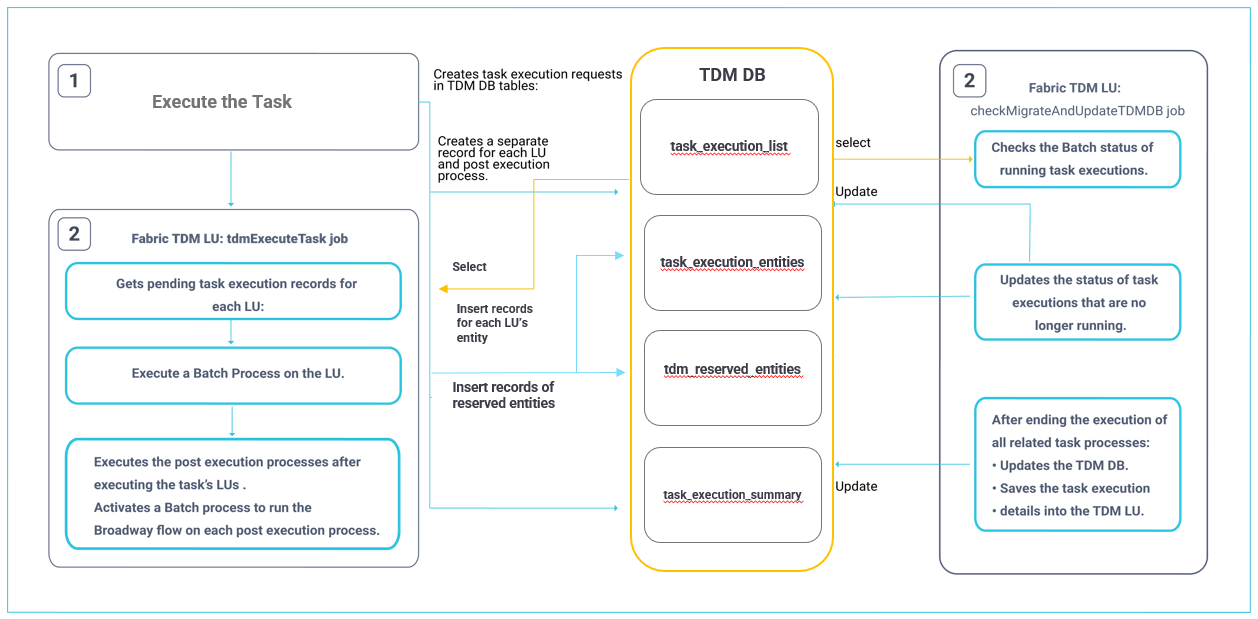 1
Execute the Task
2
Fabric TDM LU: tdmExecuteTask job
Gets pending task execution records for
each LU:
Execute a Batch Process on the LU.
Executes the post execution processes after
executing the task's LUs .
Activates a Batch process to run the
Broadway flow on each post execution process.
Creates task execution requests
in TDM DB tables:
Creates a separate
record for each LU
and post execution
process.
Select
Insert records
for each LU's
entity
Insert records of
reserved entities
TDM DB
task_execution_list
task_execution_entities
tdm_reserved_entities
task_execution_summary
select
Update
Update
2
Fabric TDM LU:
checkMigrateAndUpdateTDMDB job
Checks the Batch status of
running task executions.
Updates the status of task
executions that are no
longer running.
After ending the execution of
all related task processes:
• Updates the TDM DB.
• Saves the task execution
• details into the TDM LU.